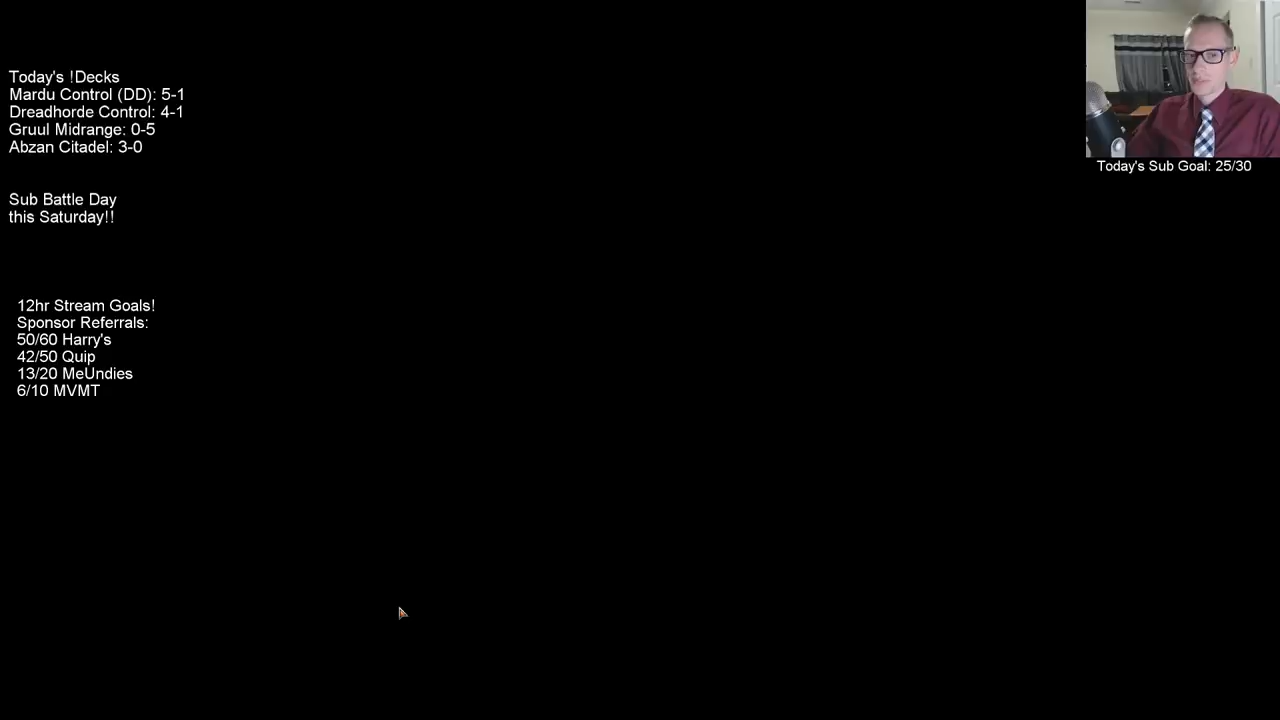 Today's !Decks
Mardu Control (DD): 5-1
Dreadhorde Control: 4-1
Gruul Midrange: 0-5
Abzan Citadel: 3-0
Sub Battle Day
this Saturday!!
12hr Stream Goals!
Sponsor Referrals:
50/60 Harry's
42/50 Quip
13/20 MeUndies
6/10 MVMT
Today's Sub Goal: 25/30